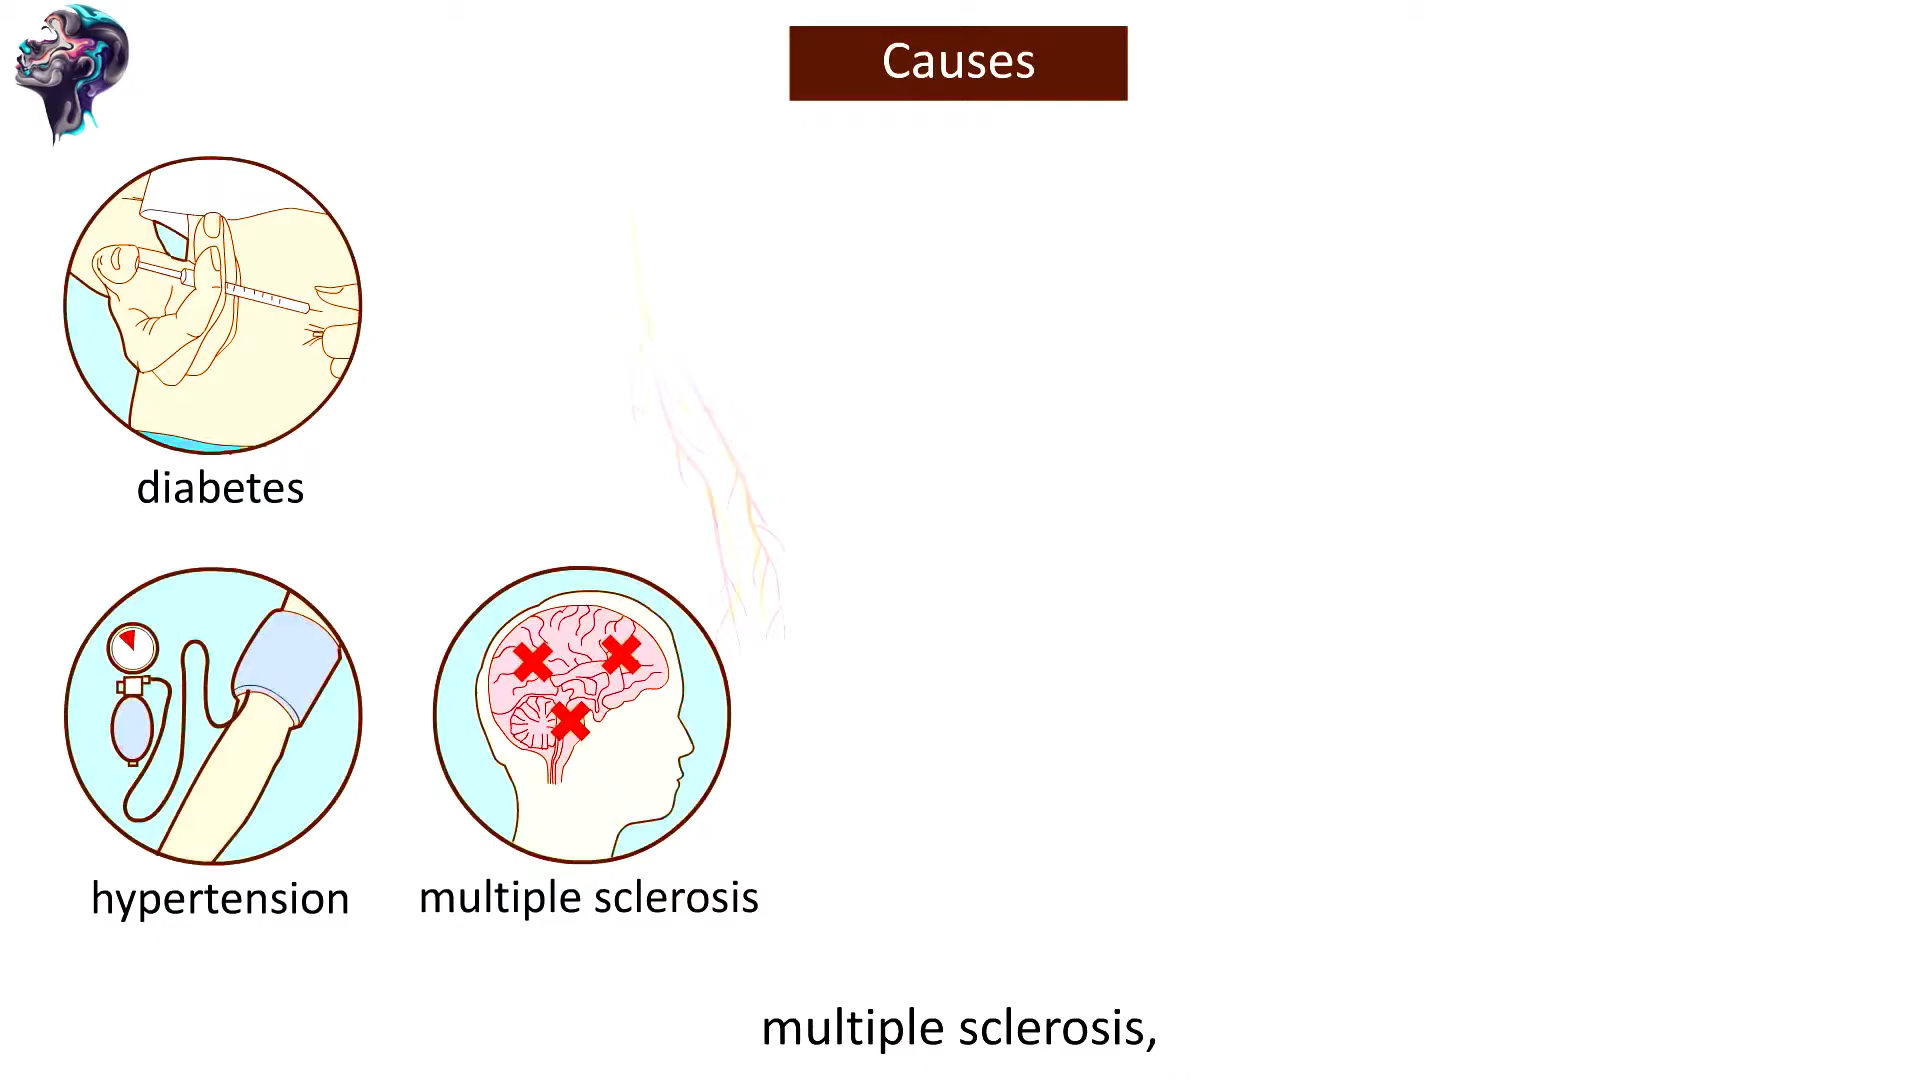 Causes
diabetes
hypertension
multiple sclerosis
multiple sclerosis,